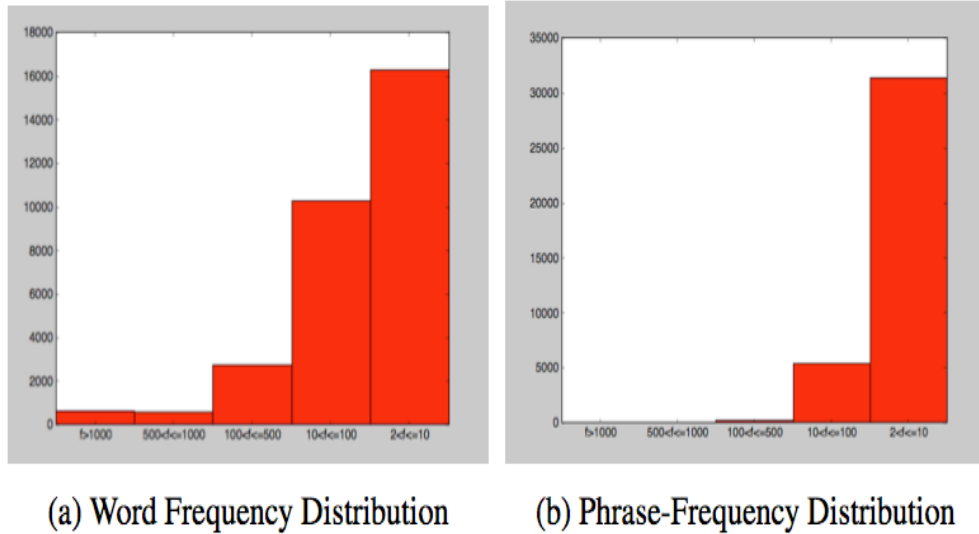 18000
16000
14000
12000
10000
8000
6000
4000
2000
0
f>1000
500<f<=1000
100<f<=500
10<f<=100
2<f<=10
35000
30000
25000
20000
15000
10000
5000
0
f>1000
500<f<=1000
100<f<=500
10<f<=100
2<f<=10
(a) Word Frequency Distribution
(b) Phrase-Frequency Distribution